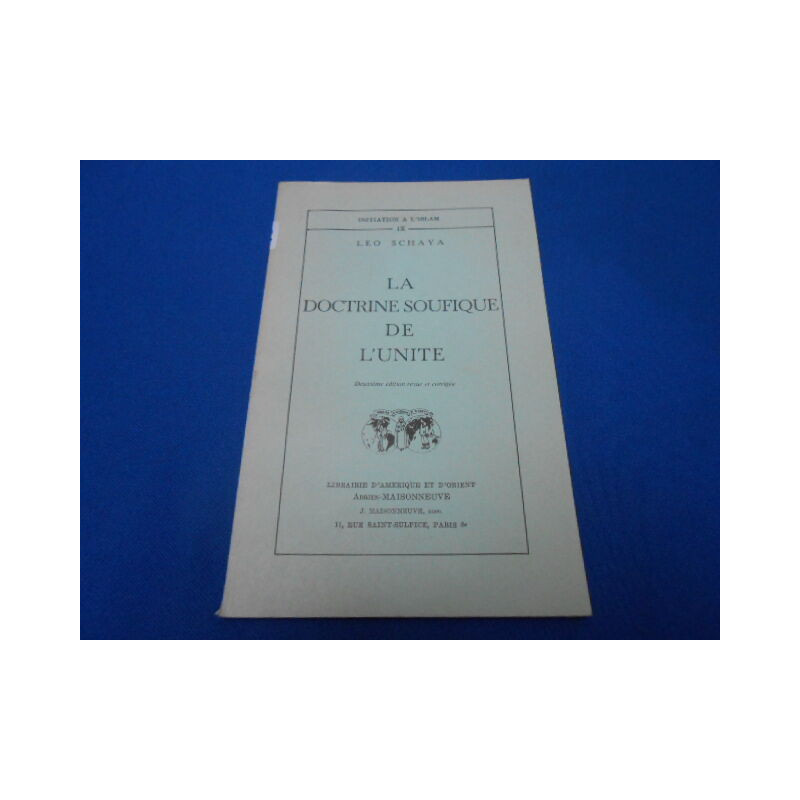 INITIATION A L'ISLAM
IX
LEO SCHAYA
LA
DOCTRINE SOUFIQUE
DE
L'UNITE
Deuxième édition revue et corrigée
LIBRAIRIE D'AMERIQUE ET D'ORIENT
ADRIEN-MAISONNEUVE
J. MAISONNEUVE, succ.
11, RUE SAINT-SULPICE, PARIS 6e